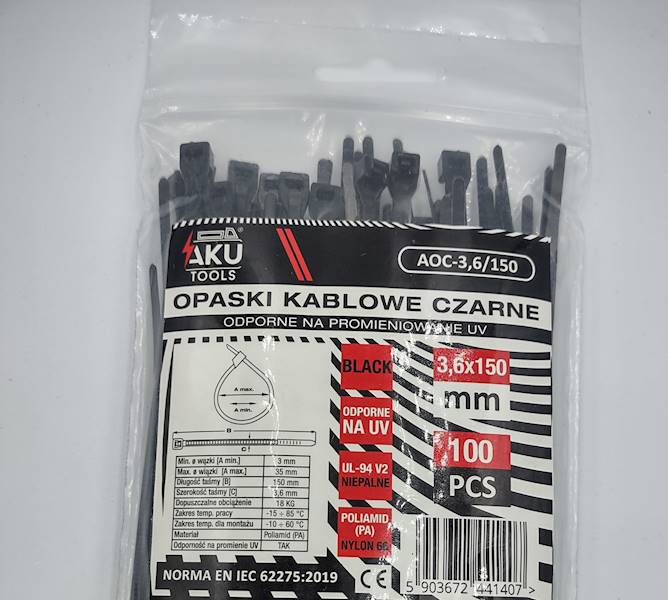 AKU ®
TOOLS
AOC-3,6/150
OPASKI KABLOWE CZARNE
ODPORNE NA PROMIENIOWANIE UV
A max.
A min.
B
C
Min. ø wązki [A min.] 3 mm
Max. ø wiązki [A max.] 35 mm
Długość taśmy [B] 150 mm
Szerokość taśmy [C] 3,6 mm
Dopuszczalne obciążenie 18 KG
Zakres temp. pracy -15 ÷ 85 °C
Zakres temp. dla montażu -10 ÷ 60 °C
Materiał Poliamid (PA)
Odporność na promienie UV TAK
BLACK
ODPORNE
NA UV
UL-94 V2
NIEPALNE
POLIAMID
(PA)
NYLON 66
3,6x150
mm
100
PCS
NORMA EN IEC 62275:2019
CE
5 903672 441407 >